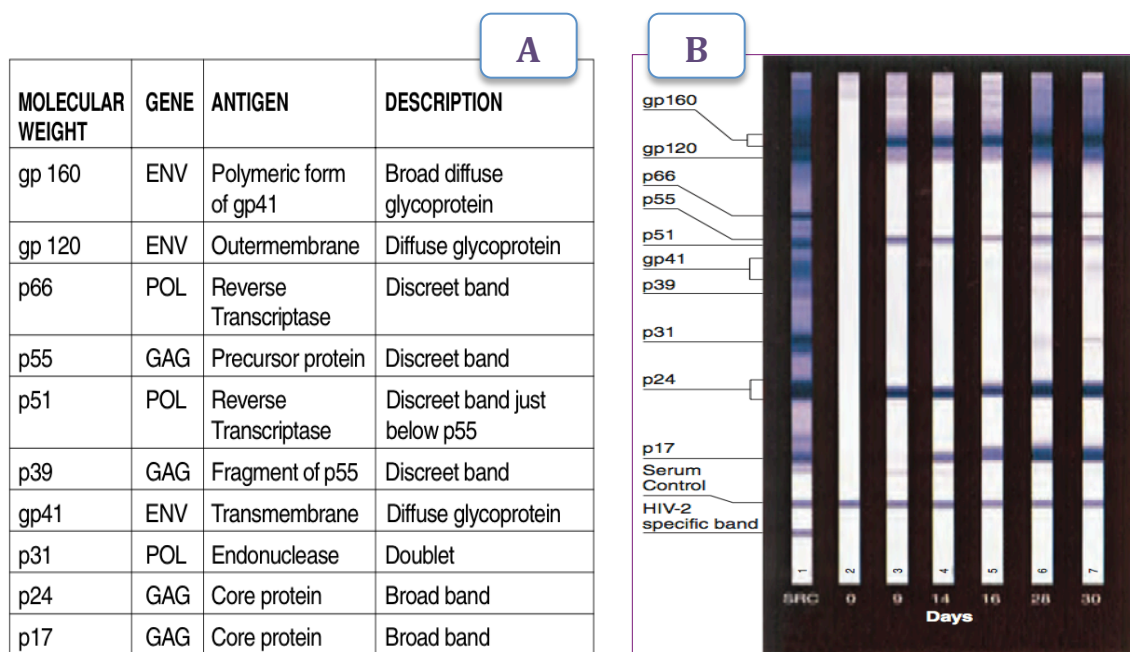 A
MOLECULAR WEIGHT GENE ANTIGEN DESCRIPTION
gp 160 ENV Polymeric form of gp41 Broad diffuse glycoprotein
gp 120 ENV Outermembrane Diffuse glycoprotein
p66 POL Reverse Transcriptase Discreet band
p55 GAG Precursor protein Discreet band
p51 POL Reverse Transcriptase Discreet band just below p55
p39 GAG Fragment of p55 Discreet band
gp41 ENV Transmembrane Diffuse glycoprotein
p31 POL Endonuclease Doublet
p24 GAG Core protein Broad band
p17 GAG Core protein Broad band
B
gp160
gp120
p66
p55
p51
gp41
p39
p31
p24
p17
Serum
Control
HIV-2
specific band
1 2 3 4 5 6 7
SRC 0 9 14 16 28 30
Days